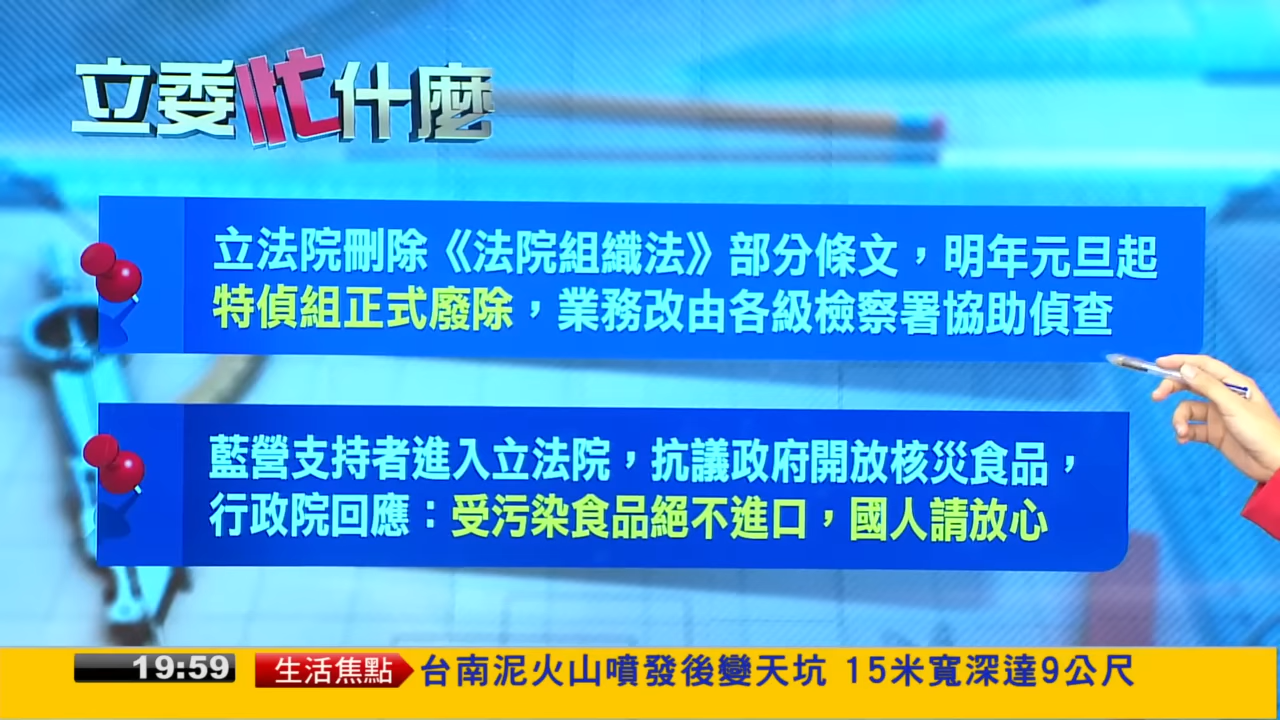 立委忙什麼
立法院刪除《法院組織法》部分條文，明年元旦起
特偵組正式廢除，業務改由各級檢察署協助偵查
藍營支持者進入立法院，抗議政府開放核災食品，
行政院回應：受污染食品絕不進口，國人請放心
19:59 生活焦點 台南泥火山噴發後變天坑 15米寬深達9公尺